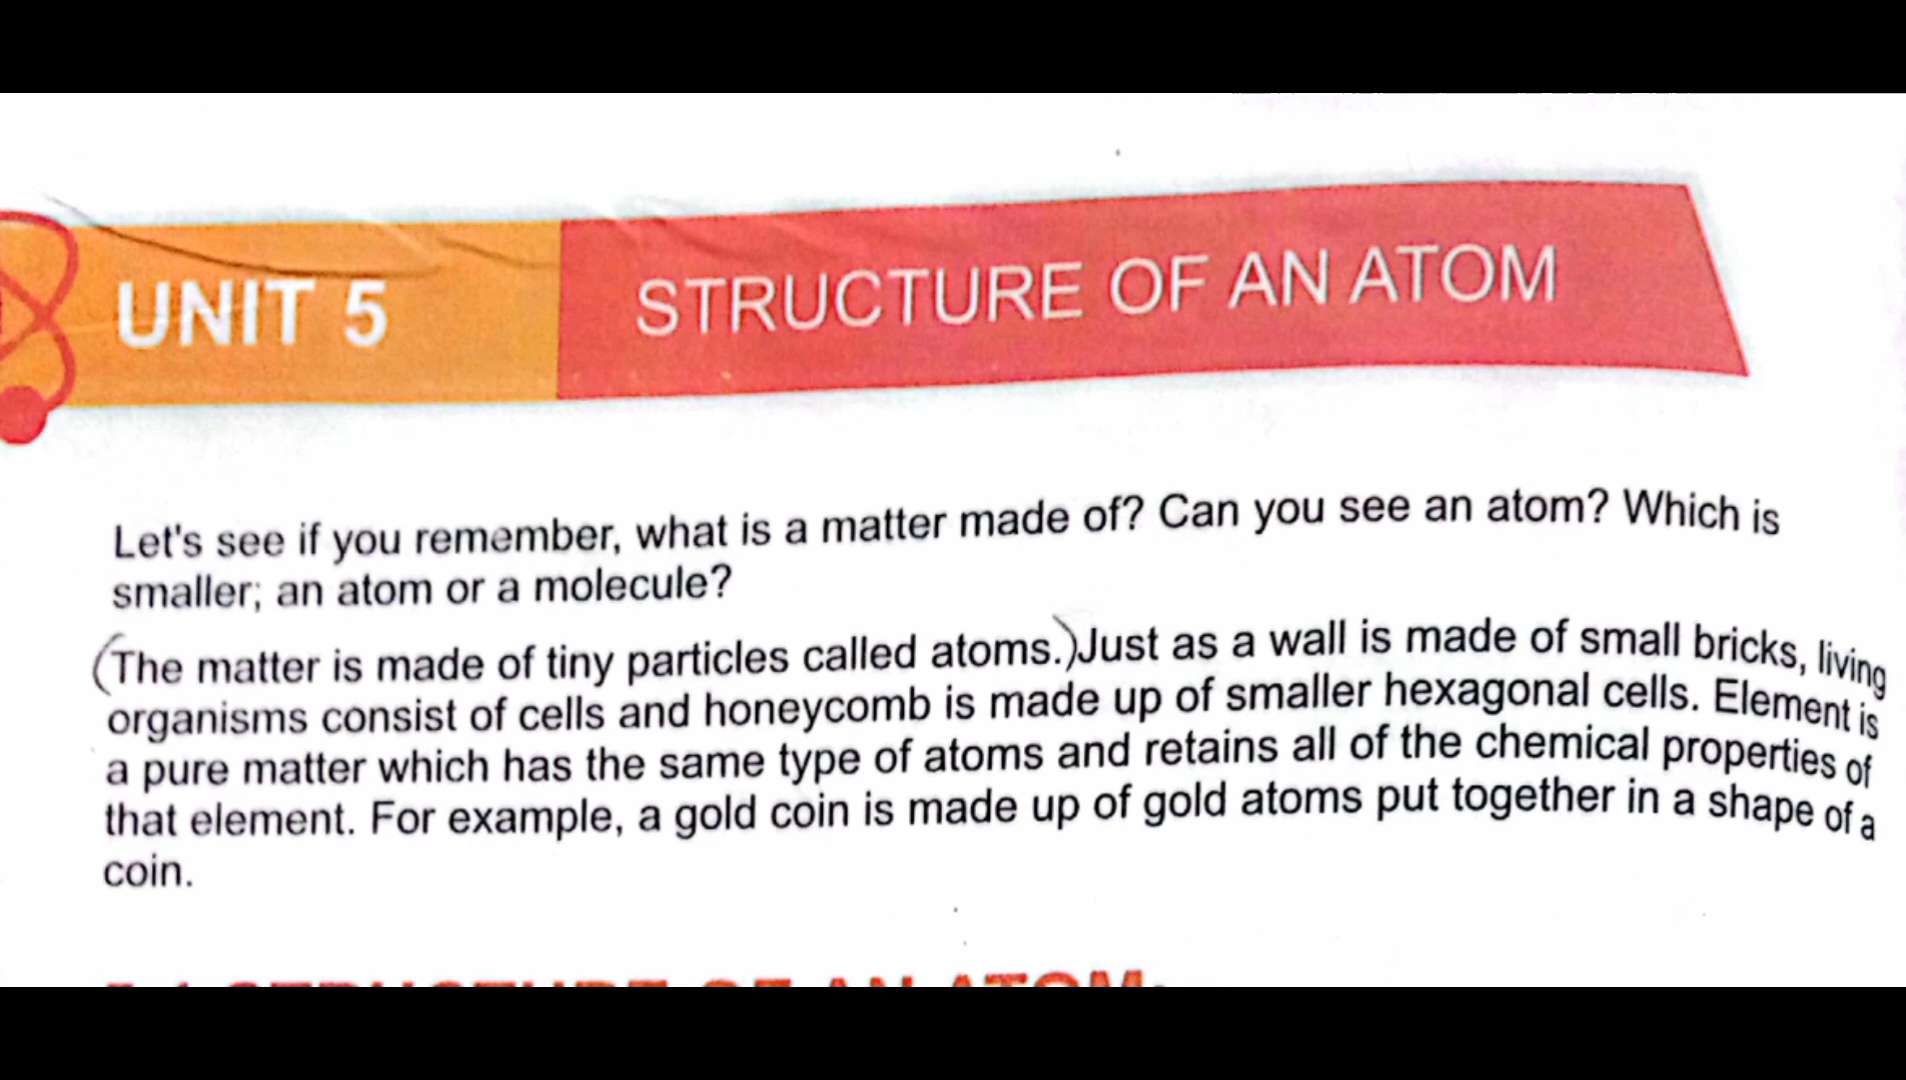 UNIT 5 STRUCTURE OF AN ATOM
Let's see if you remember, what is a matter made of? Can you see an atom? Which is
smaller; an atom or a molecule?
(The matter is made of tiny particles called atoms.)Just as a wall is made of small bricks, living
organisms consist of cells and honeycomb is made up of smaller hexagonal cells. Element is
a pure matter which has the same type of atoms and retains all of the chemical properties of
that element. For example, a gold coin is made up of gold atoms put together in a shape of a
coin.
STRUCTURE OF AN ATOM